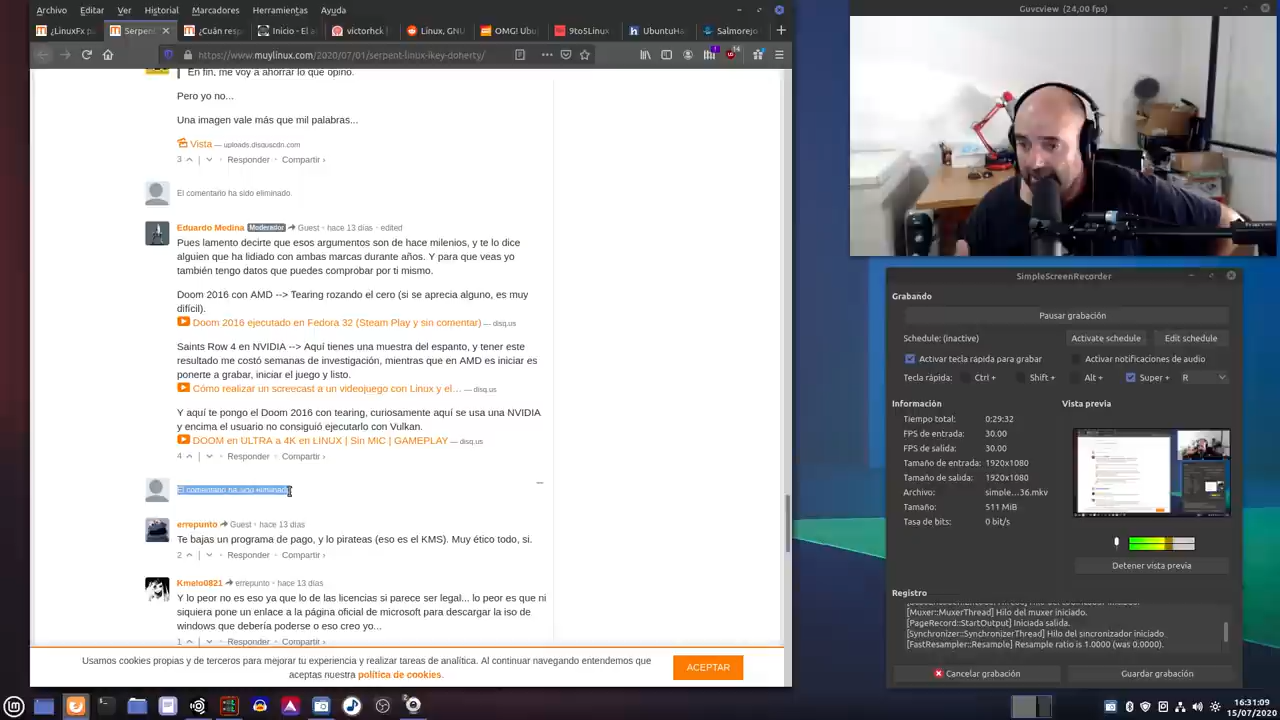 Archivo Editar Ver Historial Marcadores Herramientas Ayuda
¿LinuxFx p
Serpent
¿Cuán resp
Inicio - El a
victorhck
Linux, GNU
OMG! Ubu
9to5Linux
UbuntuHa
Salmorejo
https://www.muylinux.com/2020/07/01/serpent-linux-ikey-doherty/
En fin, me voy a ahorrar lo que opino.
Pero yo no...
Una imagen vale más que mil palabras...
Vista — uploads.disquscdn.com
3 Responder Compartir ›
El comentario ha sido eliminado.
Eduardo Medina Moderador Guest · hace 13 días · edited
Pues lamento decirte que esos argumentos son de hace milenios, y te lo dice
alguien que ha lidiado con ambas marcas durante años. Y para que veas yo
también tengo datos que puedes comprobar por ti mismo.
Doom 2016 con AMD --> Tearing rozando el cero (si se aprecia alguno, es muy
difícil).
Doom 2016 ejecutado en Fedora 32 (Steam Play y sin comentar) — disq.us
Saints Row 4 en NVIDIA --> Aquí tienes una muestra del espanto, y tener este
resultado me costó semanas de investigación, mientras que en AMD es iniciar es
ponerte a grabar, iniciar el juego y listo.
Cómo realizar un screecast a un videojuego con Linux y el... — disq.us
Y aquí te pongo el Doom 2016 con tearing, curiosamente aquí se usa una NVIDIA
y encima el usuario no consiguió ejecutarlo con Vulkan.
DOOM en ULTRA a 4K en LINUX | Sin MIC | GAMEPLAY — disq.us
4 Responder Compartir ›
El comentario ha sido eliminado.
errepunto Guest · hace 13 días
Te bajas un programa de pago, y lo pirateas (eso es el KMS). Muy ético todo, si.
2 Responder Compartir ›
Kmelo0821 errepunto · hace 13 días
Y lo peor no es eso ya que lo de las licencias si parece ser legal... lo peor es que ni
siquiera pone un enlace a la página oficial de microsoft para descargar la iso de
windows que debería poderse o eso creo yo...
1 Responder Compartir ›
Usamos cookies propias y de terceros para mejorar tu experiencia y realizar tareas de analítica. Al continuar navegando entendemos que
aceptas nuestra política de cookies.
ACEPTAR
Guvcview (24,00 fps)
SimpleScreenRecorder
Grabando
Pausar grabación
Schedule: (inactive) Activate schedule Edit schedule
Activar tecla rápida para grabar Activar notificaciones de audio
Tecla rápida: Ctrl + Shift + Alt + Super + R
Información Vista previa
Tiempo total: 0:29:32
FPS de entrada: 30.00
FPS de salida: 30.00
Tamaño de entrada: 1920x1080
Tamaño de salida: 1920x1080
Archivo: simple...36.mkv
Tamaño: 511 MiB
Tasa de bits: 0 bit/s
Detener vista previa
Registro
[Muxer::MuxerThread] Hilo del muxer iniciado.
[PageRecord::StartOutput] Iniciada salida.
[Synchronizer::SynchronizerThread] Hilo del sincronizador iniciado
[FastResampler::Resample] Resample ratio is 1.0000 (was 0.0000).
Cancelar grabación Guardar grabación
16:31:09
15/07/2020